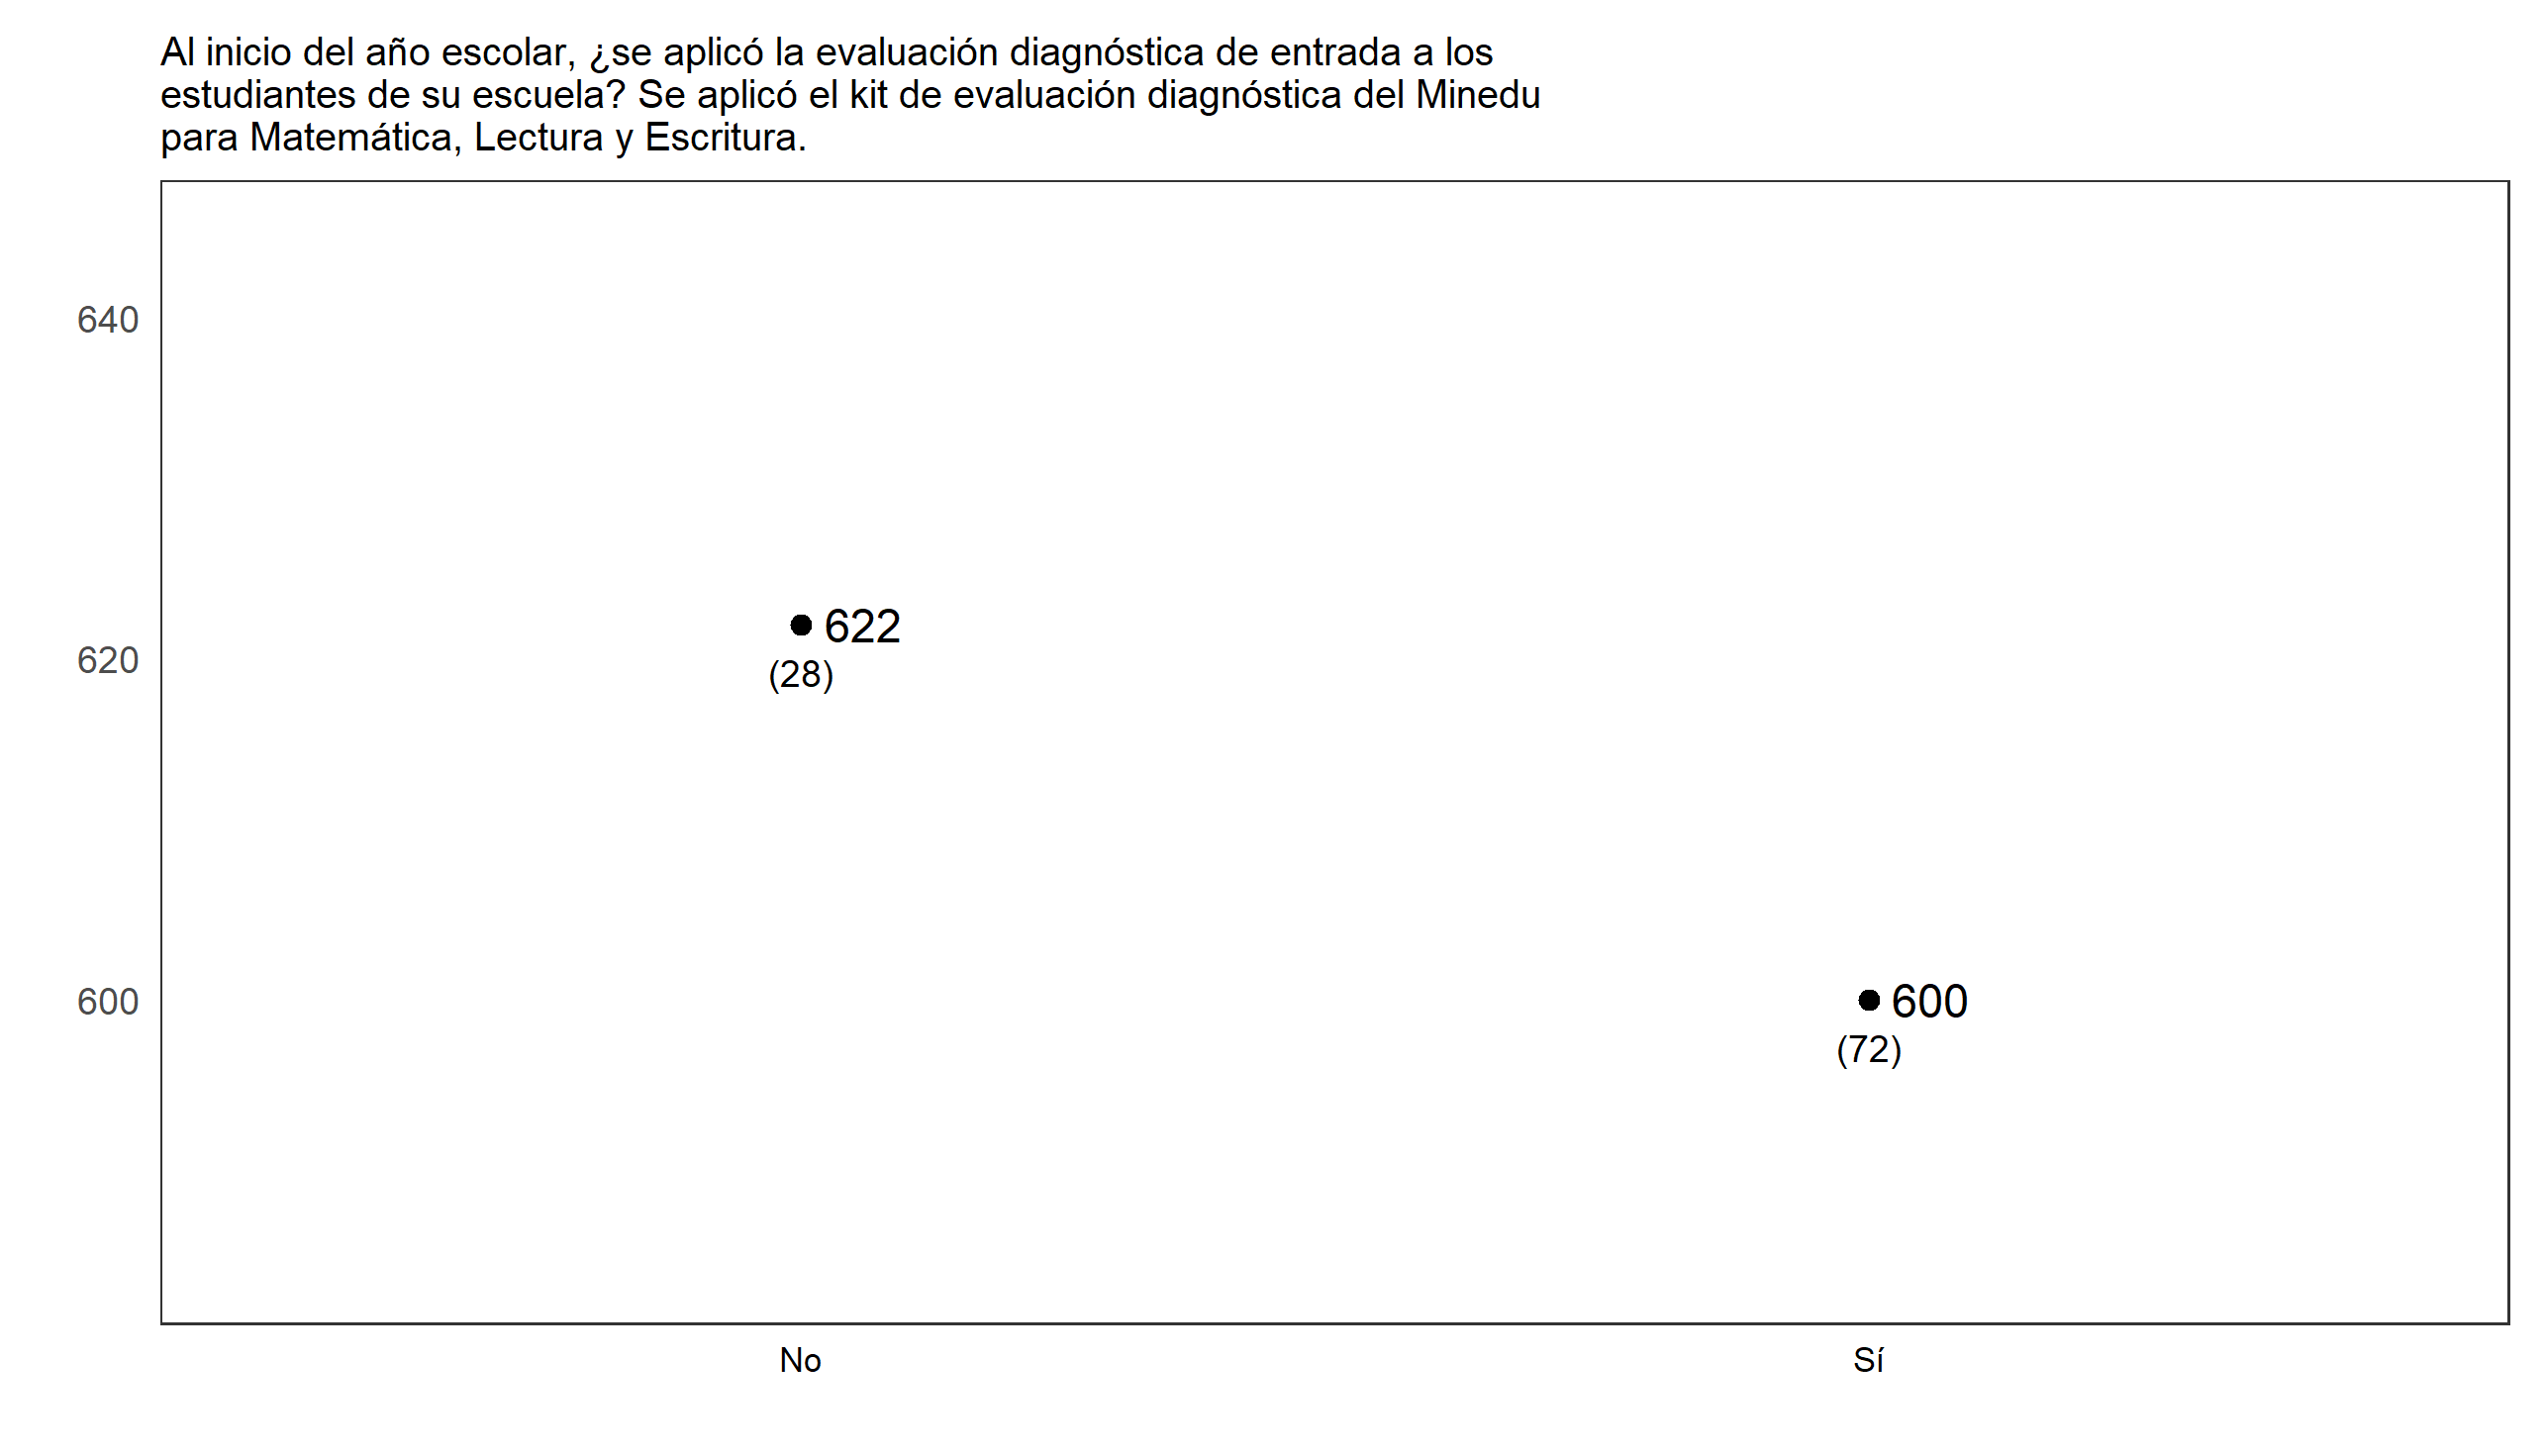 Al inicio del año escolar, ¿se aplicó la evaluación diagnóstica de entrada a los
estudiantes de su escuela? Se aplicó el kit de evaluación diagnóstica del Minedu
para Matemática, Lectura y Escritura.
640
622
620
(28)
600
600
(72)
No
Sí